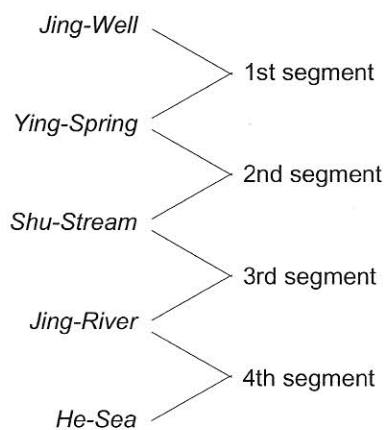 Jing-Well
1st segment
Ying-Spring
2nd segment
Shu-Stream
3rd segment
Jing-River
4th segment
He-Sea